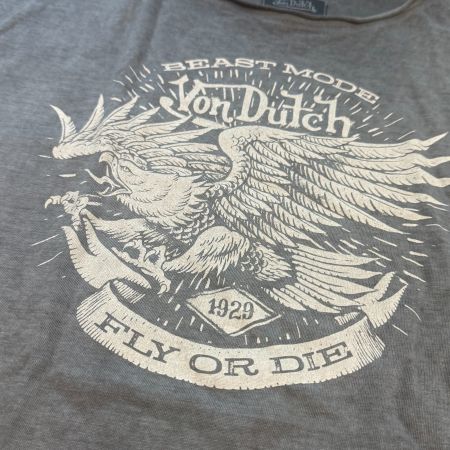 BEAST MODE
Von Dutch
1929
FLY OR DIE